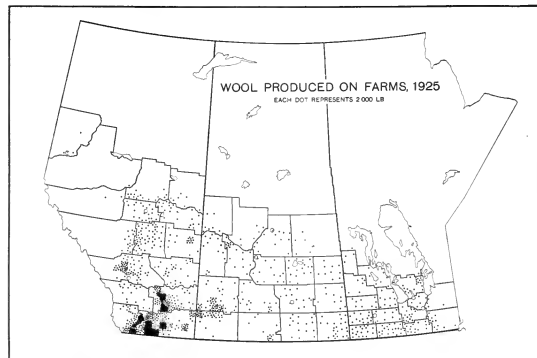 WOOL PRODUCED ON FARMS, 1925
EACH DOT REPRESENTS 2 000 LB